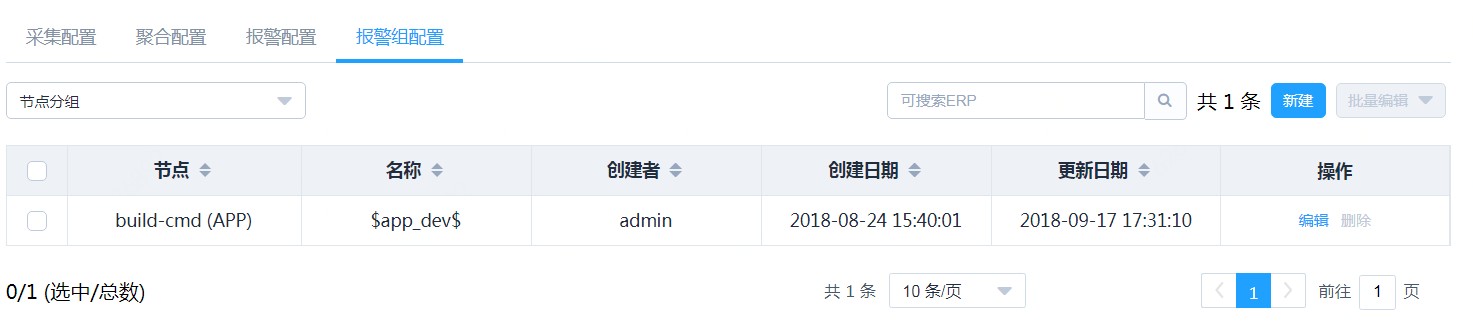 采集配置 聚合配置 报警配置 报警组配置
节点分组 可搜索ERP 共 1 条 新建 批量编辑
节点 名称 创建者 创建日期 更新日期 操作
build-cmd (APP) $app_dev$ admin 2018-08-24 15:40:01 2018-09-17 17:31:10 编辑 删除
0/1 (选中/总数) 共 1 条 10 条/页 1 前往 1 页